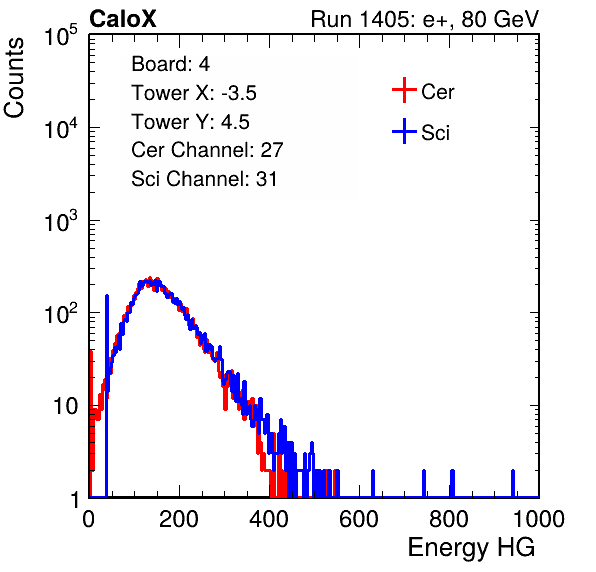 CaloX Run 1405: e+, 80 GeV
Counts
10^5
10^4
10^3
10^2
10
1
Board: 4
Tower X: -3.5
Tower Y: 4.5
Cer Channel: 27
Sci Channel: 31
Cer
Sci
0 200 400 600 800 1000
Energy HG